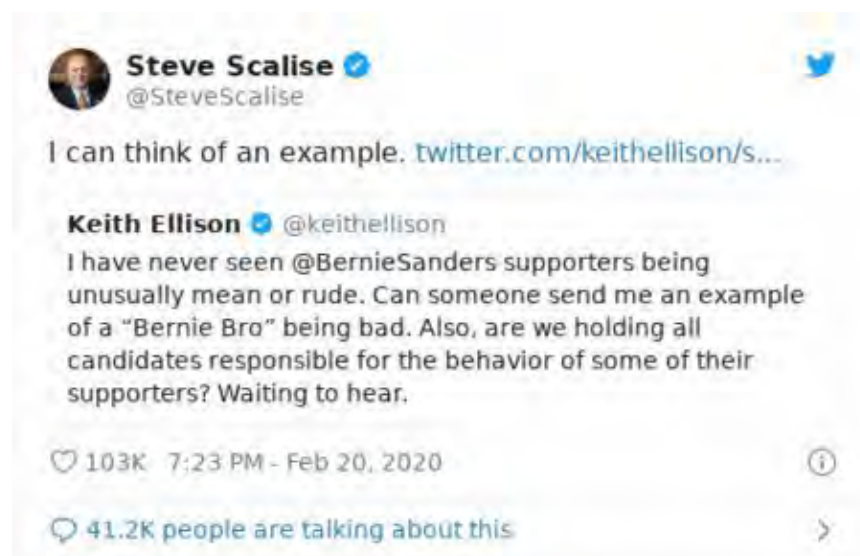 Steve Scalise
@SteveScalise
I can think of an example. twitter.com/keithellison/s...
Keith Ellison @keithellison
I have never seen @BernieSanders supporters being
unusually mean or rude. Can someone send me an example
of a “Bernie Bro” being bad. Also, are we holding all
candidates responsible for the behavior of some of their
supporters? Waiting to hear.
103K 7:23 PM - Feb 20, 2020
41.2K people are talking about this